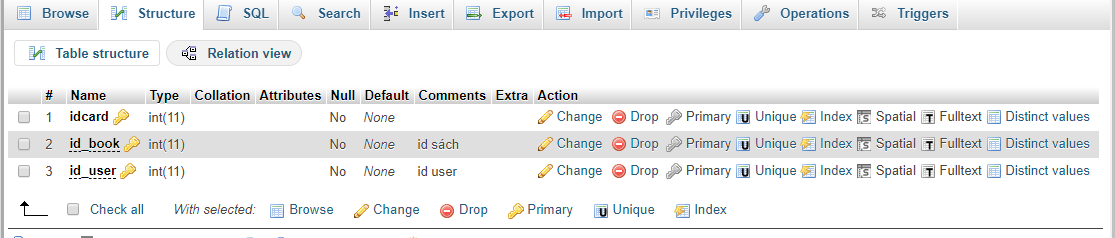 Browse Structure SQL Search Insert Export Import Privileges Operations Triggers
Table structure Relation view
# Name Type Collation Attributes Null Default Comments Extra Action
1 idcard int(11) No None Change Drop Primary Unique Index Spatial Fulltext Distinct values
2 id_book int(11) No None id sách Change Drop Primary Unique Index Spatial Fulltext Distinct values
3 id_user int(11) No None id user Change Drop Primary Unique Index Spatial Fulltext Distinct values
Check all With selected: Browse Change Drop Primary Unique Index